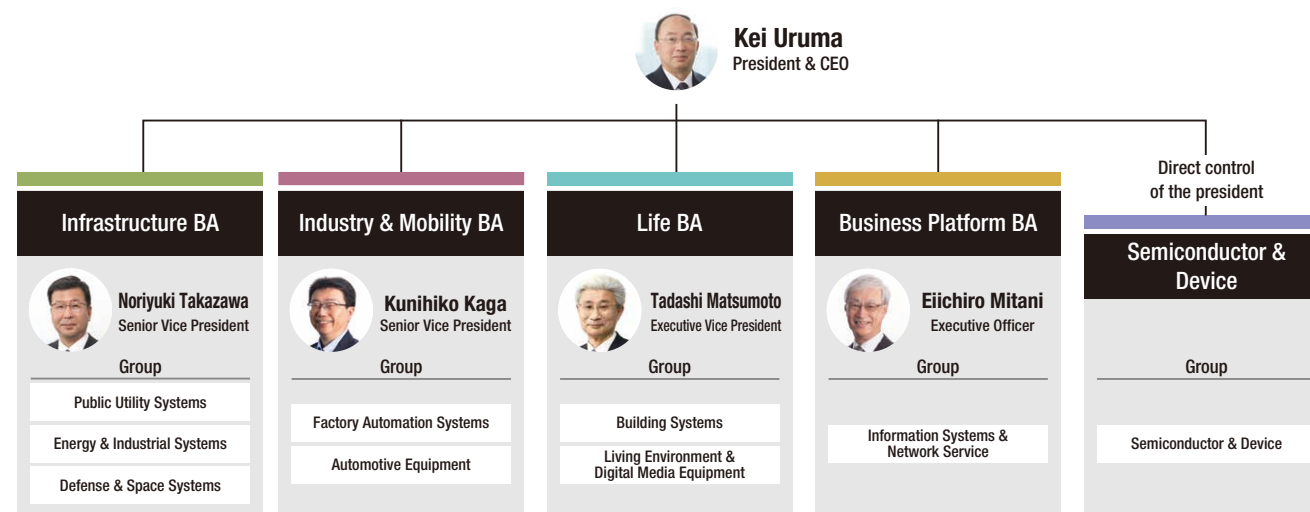 Kei Uruma
President & CEO
Direct control
of the president
Infrastructure BA
Noriyuki Takazawa
Senior Vice President
Group
Public Utility Systems
Energy & Industrial Systems
Defense & Space Systems
Industry & Mobility BA
Kunihiko Kaga
Senior Vice President
Group
Factory Automation Systems
Automotive Equipment
Life BA
Tadashi Matsumoto
Executive Vice President
Group
Building Systems
Living Environment &
Digital Media Equipment
Business Platform BA
Eiichiro Mitani
Executive Officer
Group
Information Systems &
Network Service
Semiconductor &
Device
Group
Semiconductor & Device